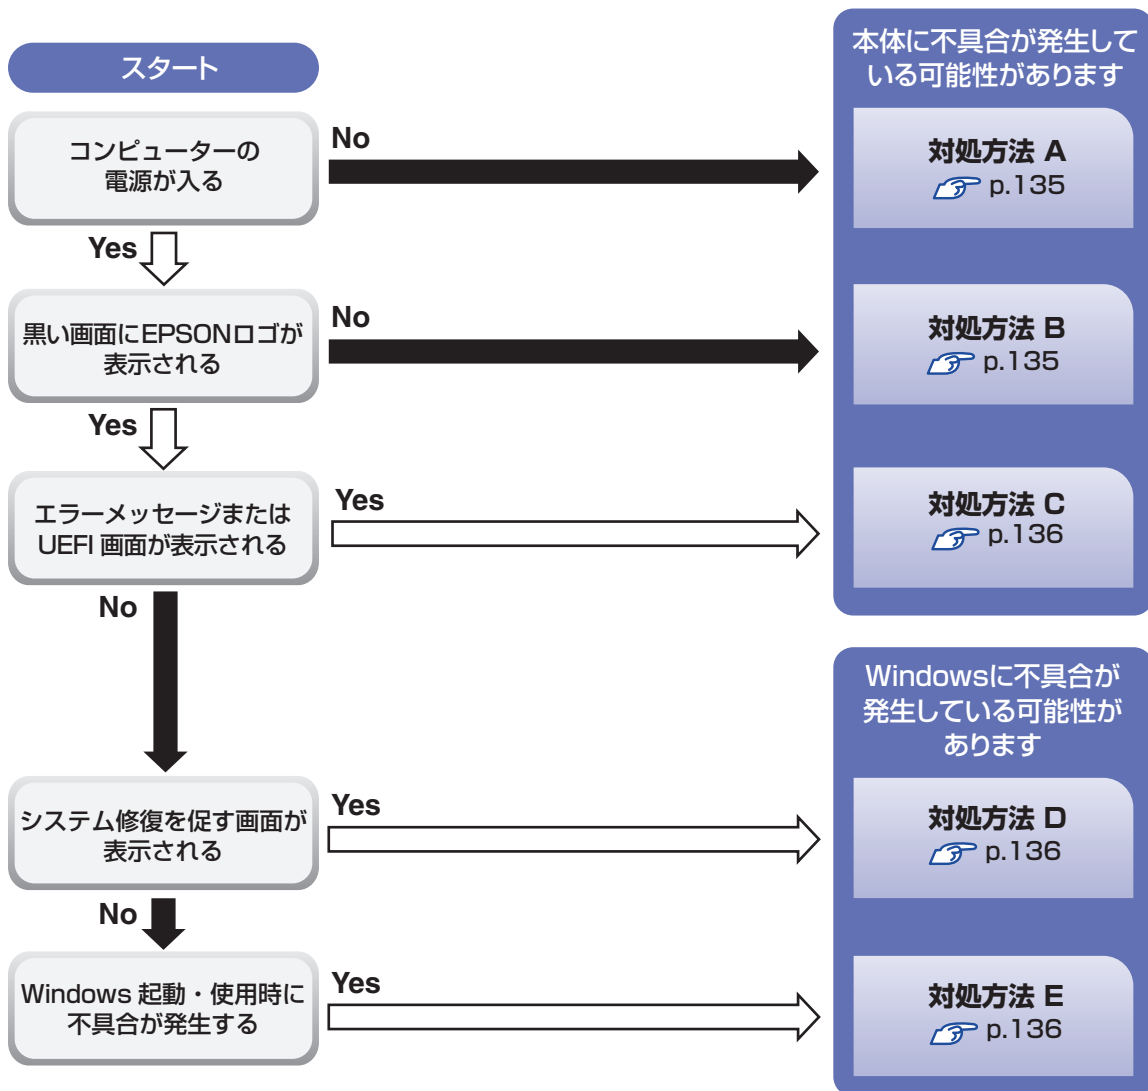 スタート
コンピューターの
電源が入る
No
Yes
黒い画面にEPSONロゴが
表示される
No
Yes
エラーメッセージまたは
UEFI 画面が表示される
Yes
No
システム修復を促す画面が
表示される
Yes
No
Windows 起動・使用時に
不具合が発生する
Yes
本体に不具合が発生して
いる可能性があります
対処方法 A
p.135
対処方法 B
p.135
対処方法 C
p.136
Windowsに不具合が
発生している可能性が
あります
対処方法 D
p.136
対処方法 E
p.136